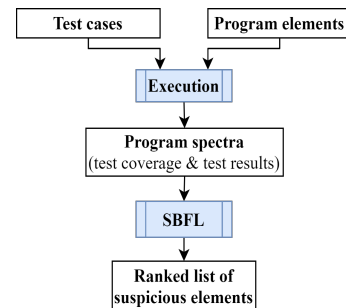 Test cases
Program elements
Execution
Program spectra
(test coverage & test results)
SBFL
Ranked list of
suspicious elements